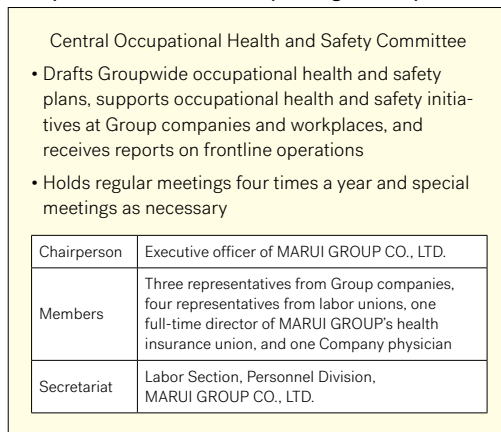 Central Occupational Health and Safety Committee
• Drafts Groupwide occupational health and safety
plans, supports occupational health and safety initia-
tives at Group companies and workplaces, and
receives reports on frontline operations
• Holds regular meetings four times a year and special
meetings as necessary
Chairperson
Executive officer of MARUI GROUP CO., LTD.
Members
Three representatives from Group companies,
four representatives from labor unions, one
full-time director of MARUI GROUP's health
insurance union, and one Company physician
Secretariat
Labor Section, Personnel Division,
MARUI GROUP CO., LTD.